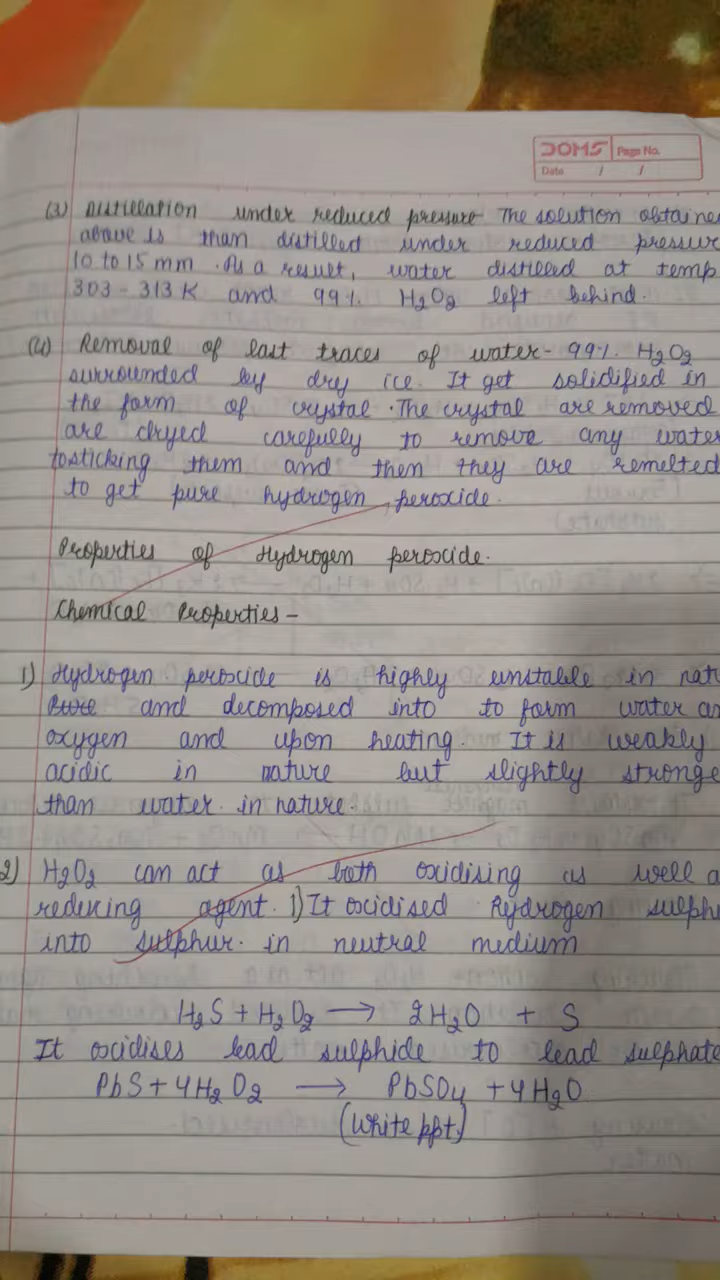 DOMS Page No.
Date / /
(3) Distillation under reduced pressure- The solution obtaine
above is than distilled under reduced pressur
10 to 15 mm. As a result, water distilled at temp
303-313 K and 99% H₂O₂ left behind.
(4) Removal of last traces of water- 99% H₂O₂
surrounded by dry ice. It get solidified in
the form of crystal. The crystal are removed
are dryed carefully to remove any water
tosticking them and then they are remelted
to get pure hydrogen peroxide.
Properties of Hydrogen peroxide.
Chemical Properties-
1) Hydrogen peroxide is highly unstable in natu
and decomposed into to form water an
oxygen and upon heating. It is weakly
acidic in nature but slightly stronge
than water in nature.
2) H₂O₂ can act as both oxidising as well a
reducing agent. 1) It oxidised Hydrogen sulph
into sulphur in neutral medium
H₂S + H₂O₂ → 2H₂O + S
It oxidises lead sulphide to lead sulphate
PbS + 4H₂O₂ → PbSO₄ + 4H₂O
(White ppt.)